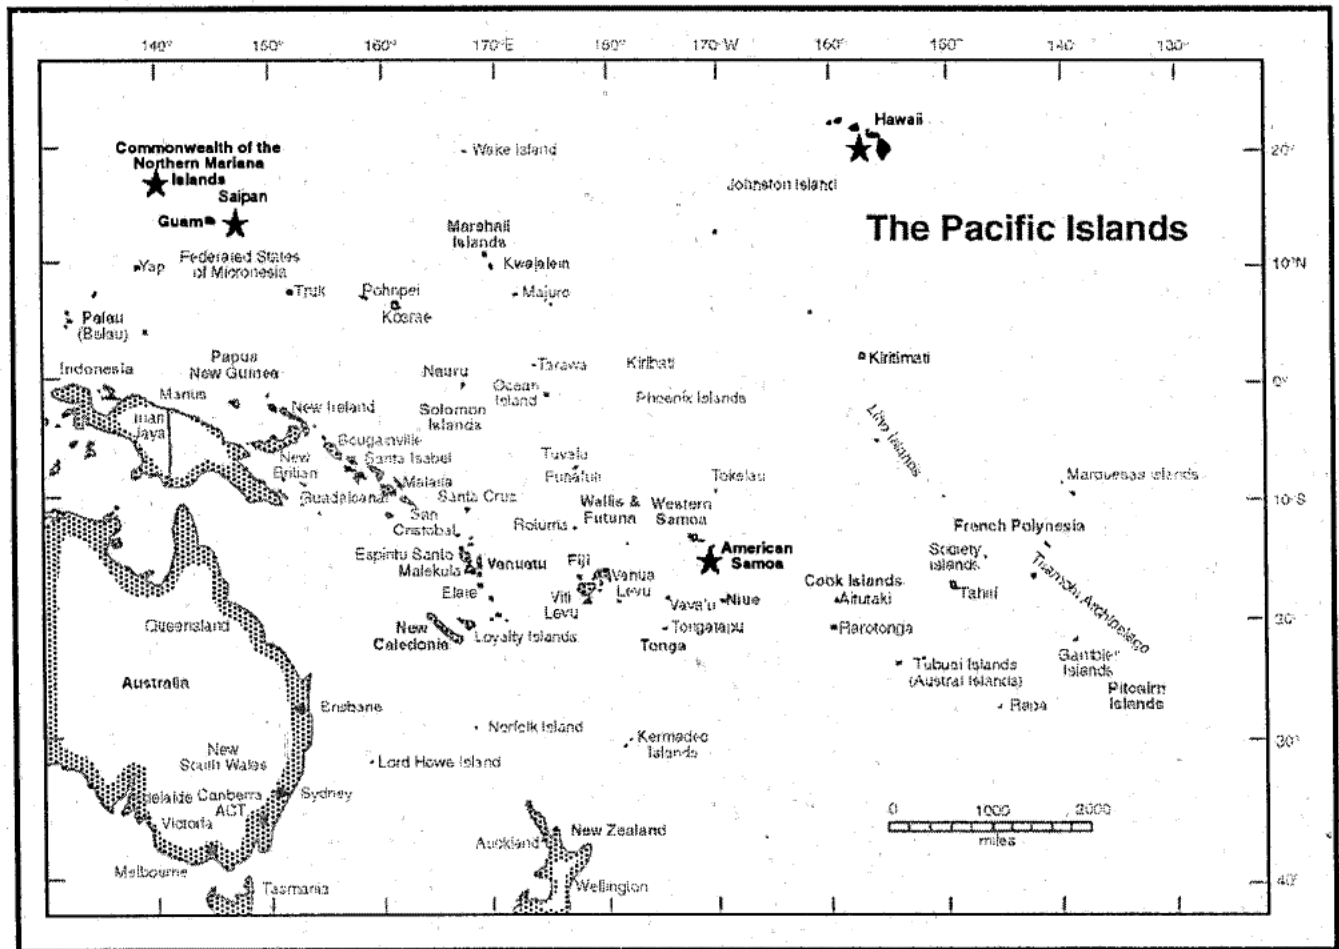 140° 150° 160° 170°E 180° 170°W 160° 150° 140° 130°
Hawaii
Commonwealth of the
Northern Mariana
Islands
Wake Island
20°
Johnston Island
Saipan
Guam
The Pacific Islands
Marshall
Islands
Federated States
of Micronesia
Yap
Kwajalein
10°N
Truk
Pohnpei
Majuro
Kosrae
Palau
(Belau)
Kiritimati
Papua
New Guinea
Indonesia
Nauru
Tarawa
Kiribati
0°
Manus
Ocean
Island
Phoenix Islands
New Ireland
Solomon
Islands
Irian
Jaya
Line Islands
Bougainville
Santa Isabel
New
Britian
Tuvalu
Funafuti
Tokelau
Marquesas Islands
Malaita
Guadalcanal
Santa Cruz
10°S
San
Cristobal
Rotuma
Wallis &
Futuna
Western
Samoa
French Polynesia
American
Samoa
Society
Islands
Espiritu Santo
Malekula
Vanuatu
Fiji
Vanua
Levu
Cook Islands
Tuamotu Archipelago
Efate
Viti
Levu
Vava'u
Niue
Aitutaki
Tahiti
Queensland
New
Caledonia
Loyalty Islands
Tongatapu
Tonga
Rarotonga
20°
Gambier
Islands
Tubuai Islands
(Austral Islands)
Australia
Pitcairn
Islands
Rapa
Brisbane
Norfolk Island
Kermadec
Islands
30°
New
South Wales
Lord Howe Island
Adelaide
Canberra
ACT
Sydney
0 1000 2000
miles
Victoria
Auckland
New Zealand
Melbourne
Tasmania
Wellington
40°